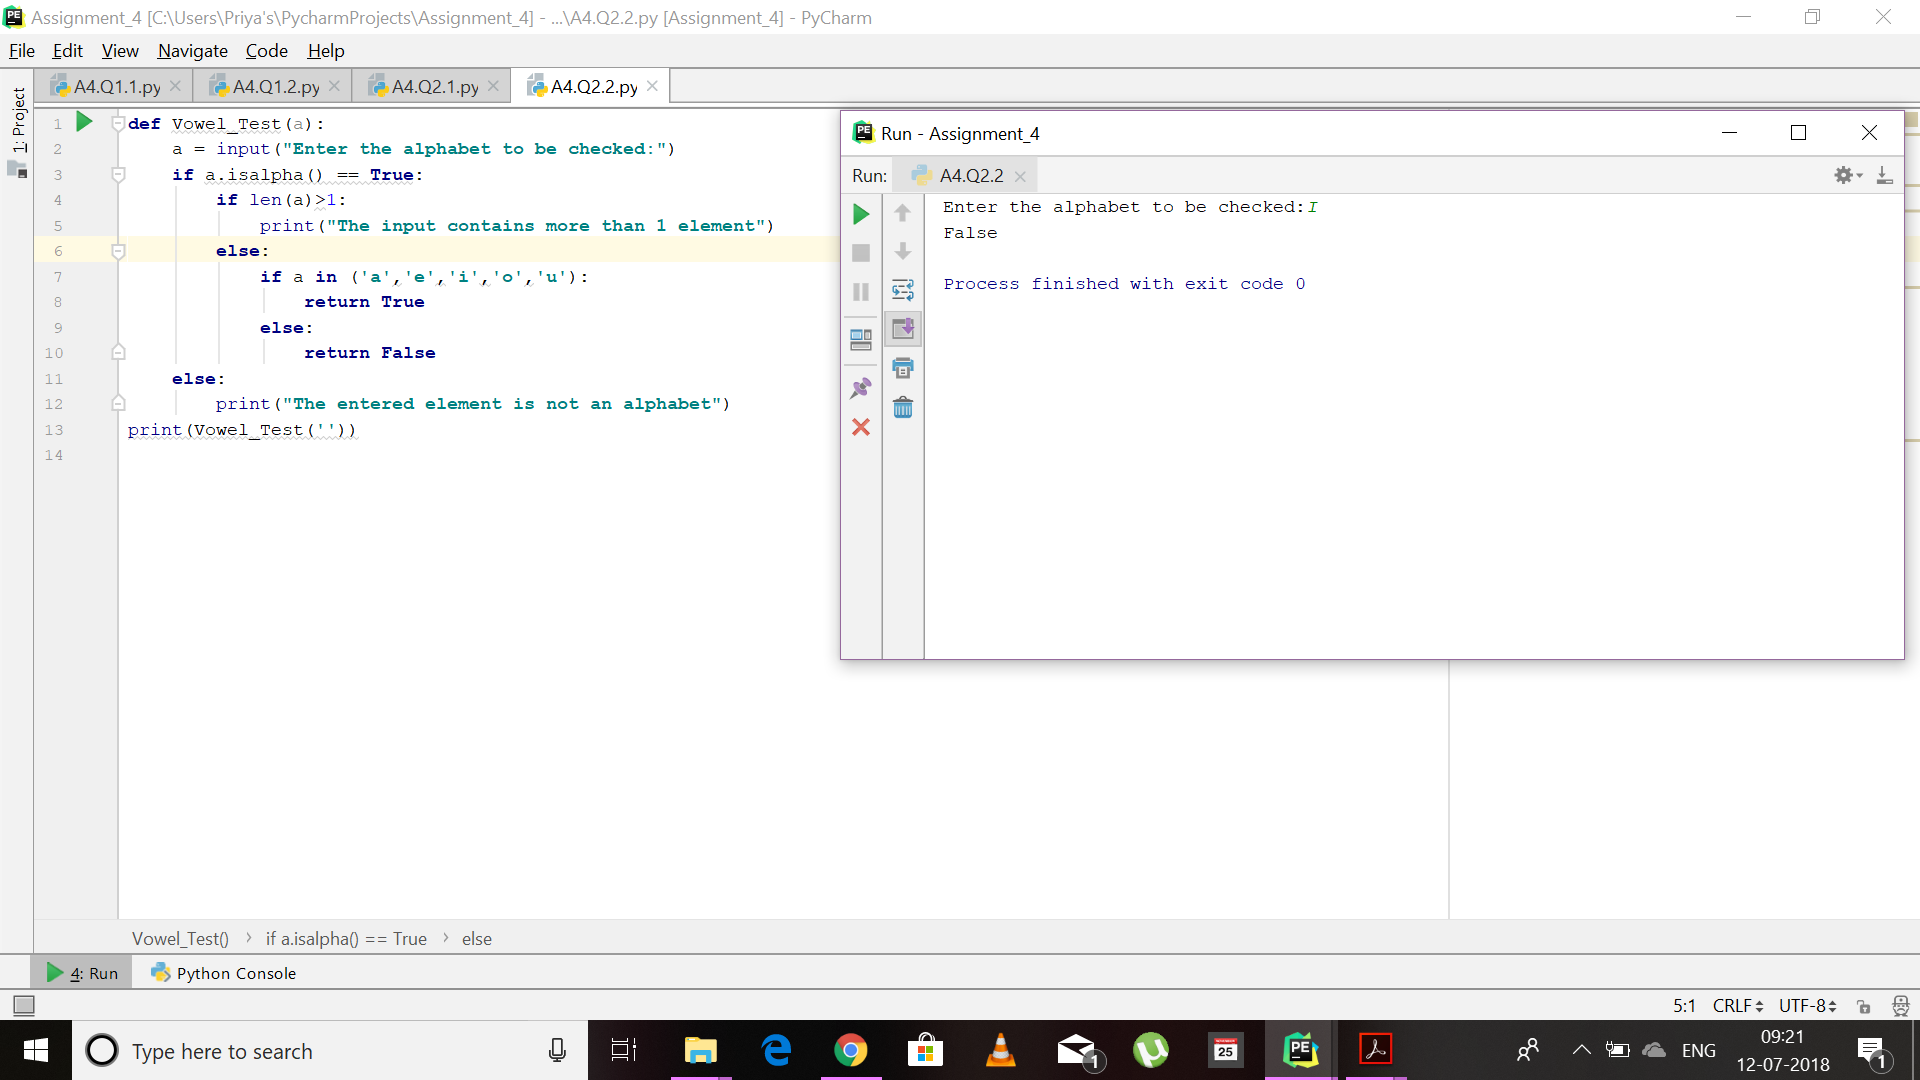 Assignment_4 [C:\Users\Priya's\PycharmProjects\Assignment_4] - ...\A4.Q2.2.py [Assignment_4] - PyCharm
File Edit View Navigate Code Help
A4.Q1.1.py A4.Q1.2.py A4.Q2.1.py A4.Q2.2.py
1: Project
1 def Vowel_Test(a):
2 a = input("Enter the alphabet to be checked:")
3 if a.isalpha() == True:
4 if len(a)>1:
5 print("The input contains more than 1 element")
6 else:
7 if a in ('a','e','i','o','u'):
8 return True
9 else:
10 return False
11 else:
12 print("The entered element is not an alphabet")
13 print(Vowel_Test(''))
14
Run - Assignment_4
Run: A4.Q2.2
Enter the alphabet to be checked:I
False
Process finished with exit code 0
Vowel_Test() › if a.isalpha() == True › else
4: Run Python Console
5:1 CRLF UTF-8
Type here to search
1
25
PE
ENG
09:21
12-07-2018
1